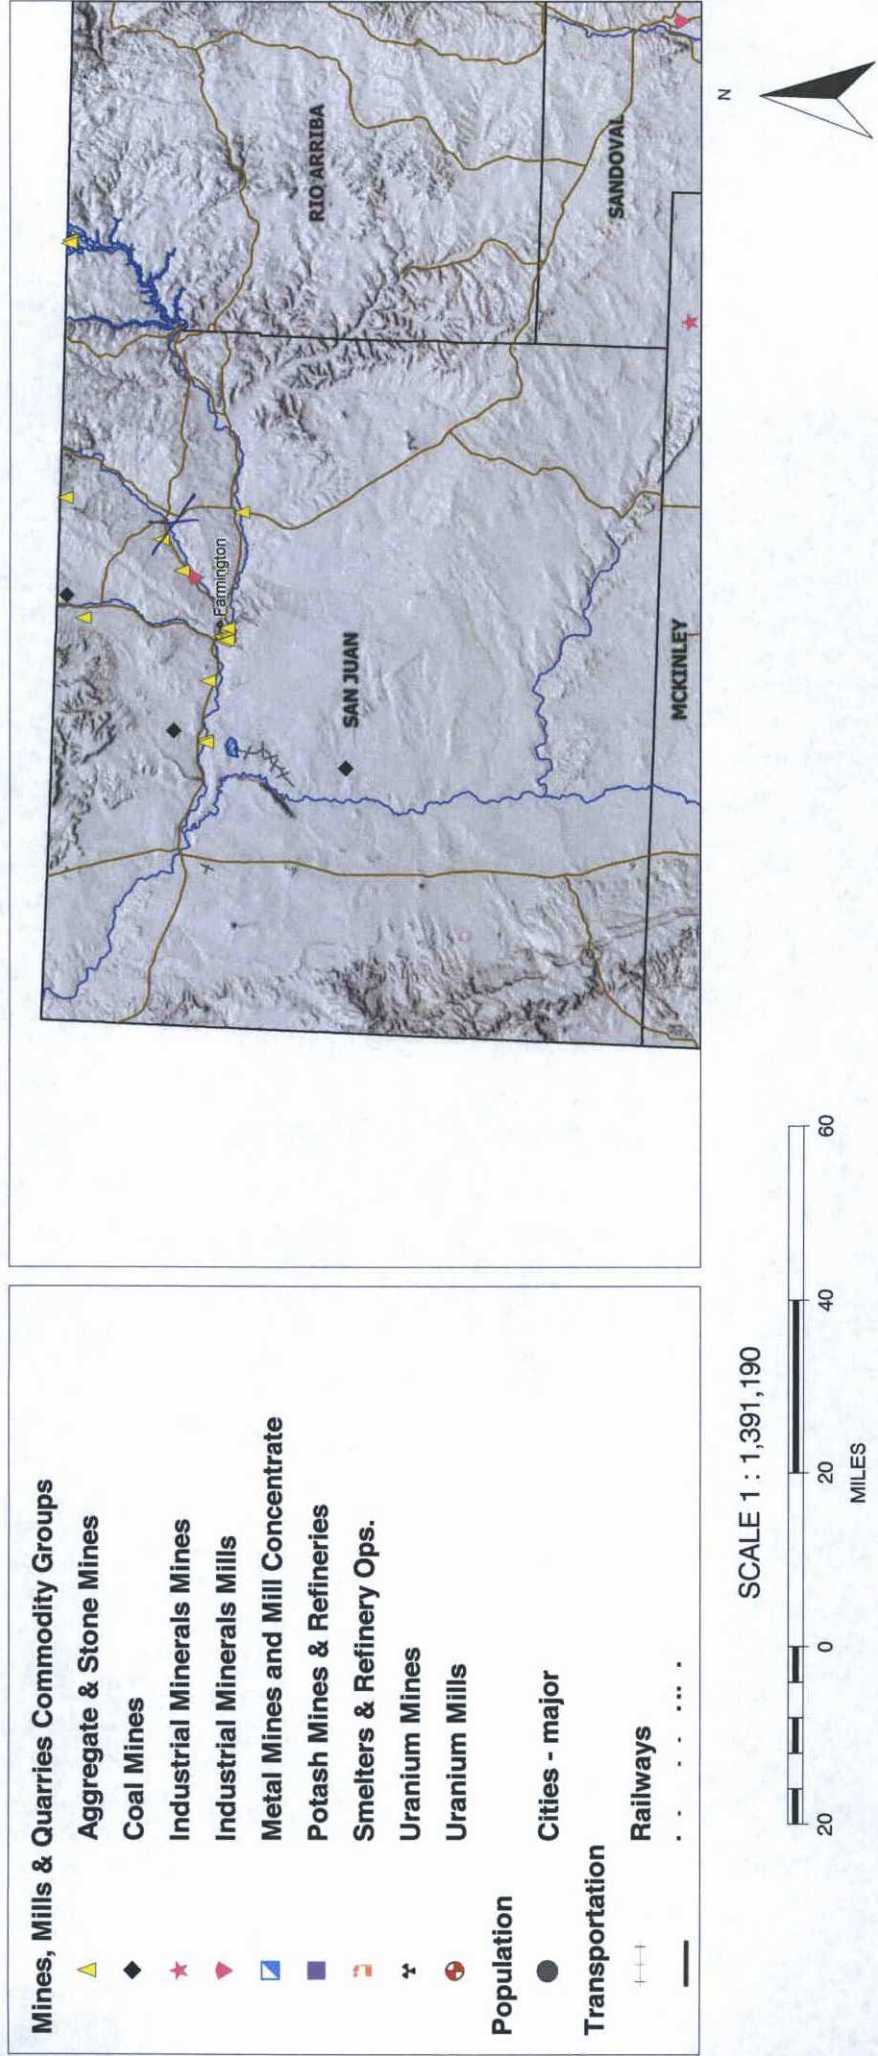 Mines, Mills & Quarries Commodity Groups
Aggregate & Stone Mines
Coal Mines
Industrial Minerals Mines
Industrial Minerals Mills
Metal Mines and Mill Concentrate
Potash Mines & Refineries
Smelters & Refinery Ops.
Uranium Mines
Uranium Mills
Population
Cities - major
Transportation
Railways
Farmington
RIO ARRIBA
SAN JUAN
SANDOVAL
MCKINLEY
SCALE 1 : 1,391,190
20 0 20 40 60
MILES
N